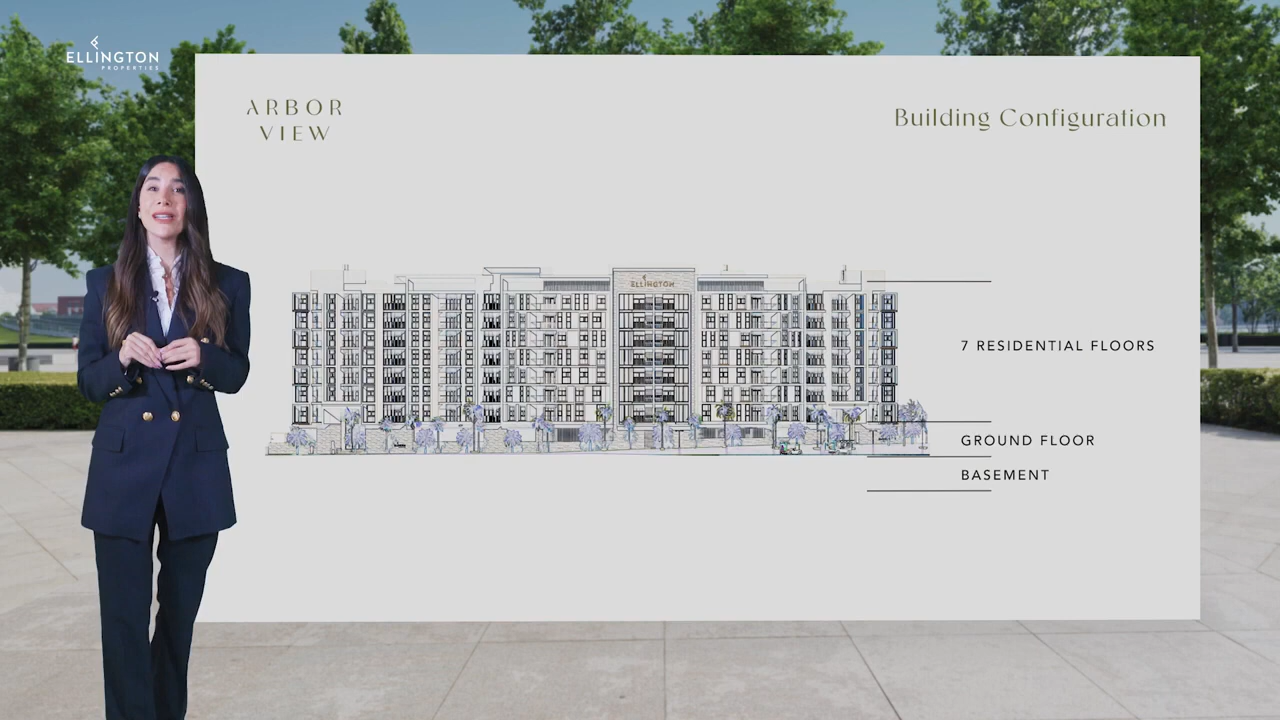 ELLINGTON
PROPERTIES
ARBOR
VIEW
Building Configuration
ELLINGTON
7 RESIDENTIAL FLOORS
GROUND FLOOR
BASEMENT